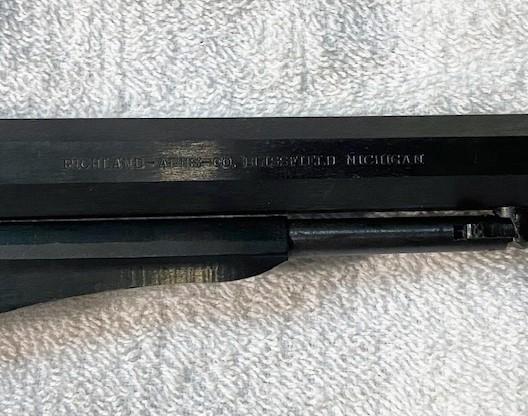 RICHLAND ARMS CO. BLISSFIELD MICHIGAN